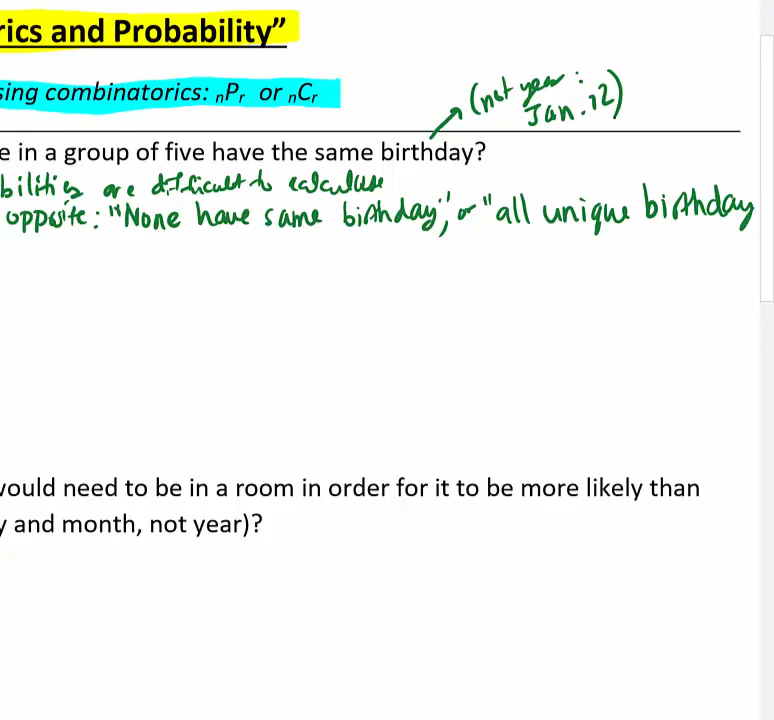 rics and Probability”
sing combinatorics: nPr or nCr
(not year:
Jan. 12)
e in a group of five have the same birthday?
bilities are difficult to calculate
opposite: "None have same birthday", or "all unique birthday
would need to be in a room in order for it to be more likely than
y and month, not year)?